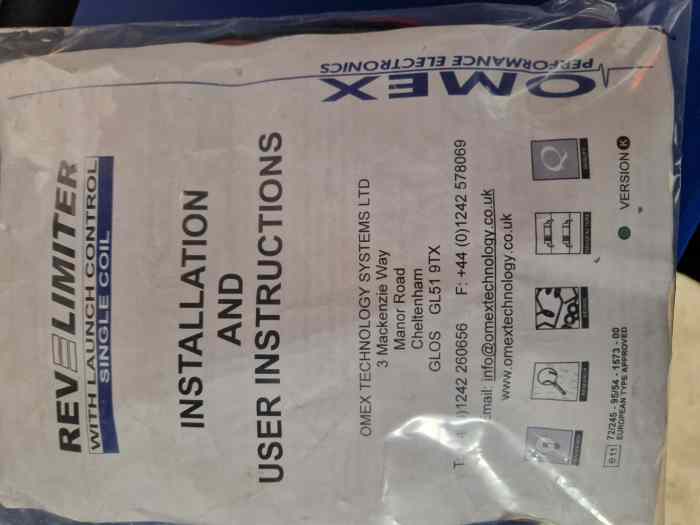 OMEX
PERFORMANCE ELECTRONICS
REV LIMITER
WITH LAUNCH CONTROL
SINGLE COIL
INSTALLATION
AND
USER INSTRUCTIONS
OMEX TECHNOLOGY SYSTEMS LTD
3 Mackenzie Way
Manor Road
Cheltenham
GLOS GL51 9TX
)1242 260656 F: +44 (0)1242 578069
email: info@omextechnology.co.uk
www.omextechnology.co.uk
Q
VERSION K
e11 72/245 - 95/54 - 1573 - 00
EUROPEAN TYPE APPROVED